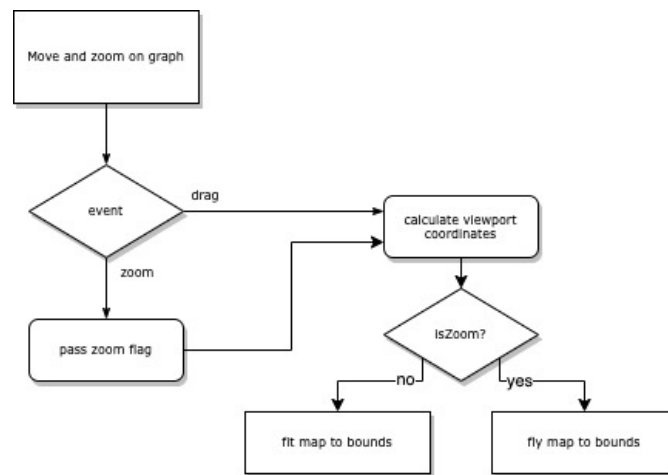 Move and zoom on graph
event
drag
zoom
pass zoom flag
calculate viewport
coordinates
isZoom?
no
yes
fit map to bounds
fly map to bounds